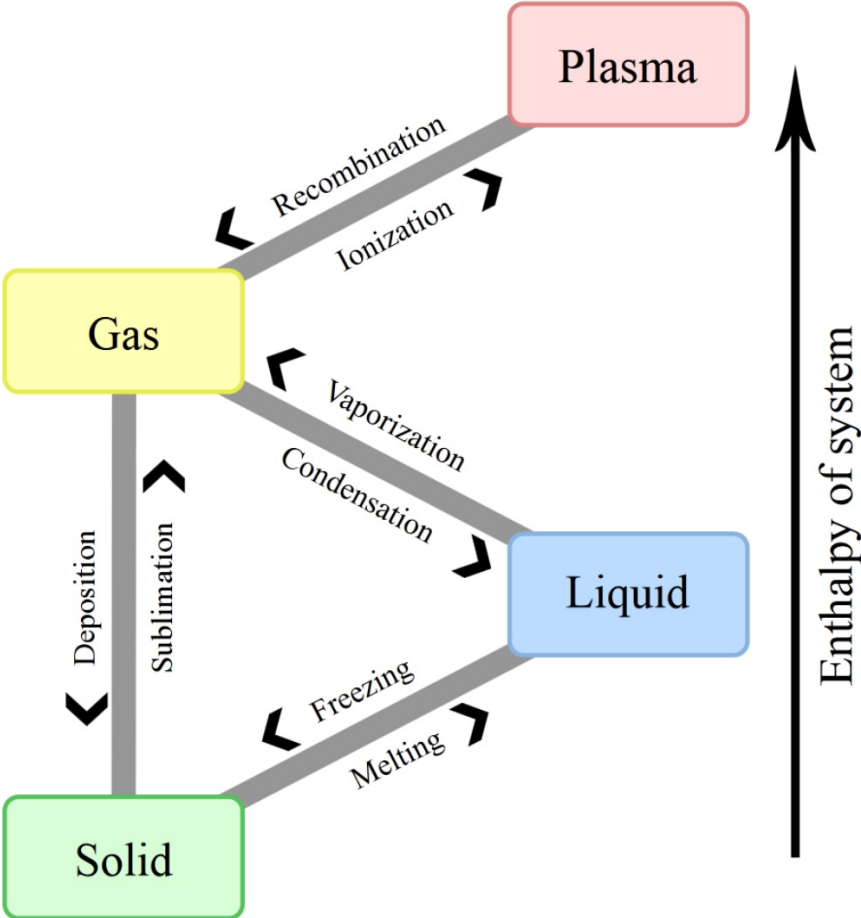 Plasma
Recombination
Ionization
Gas
Vaporization
Condensation
Enthalpy of system
Deposition
Sublimation
Liquid
Freezing
Melting
Solid